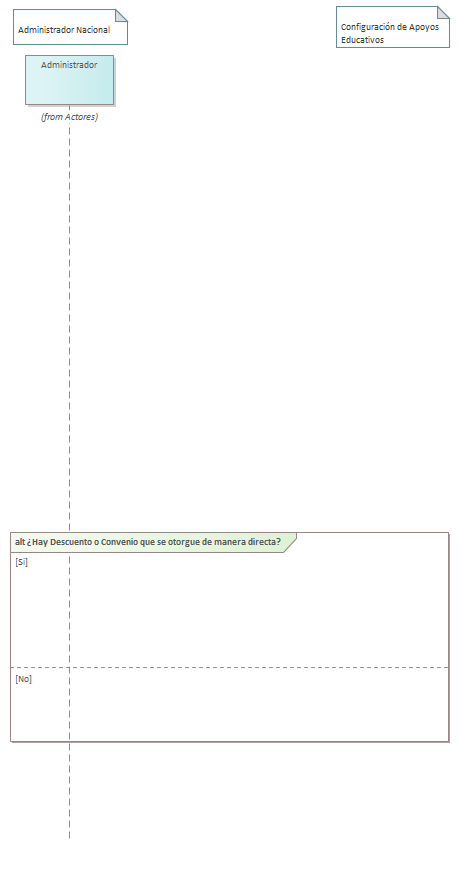 Administrador Nacional
Configuración de Apoyos
Educativos
Administrador
(from Actores)
alt ¿Hay Descuento o Convenio que se otorgue de manera directa?
[Sí]
[No]